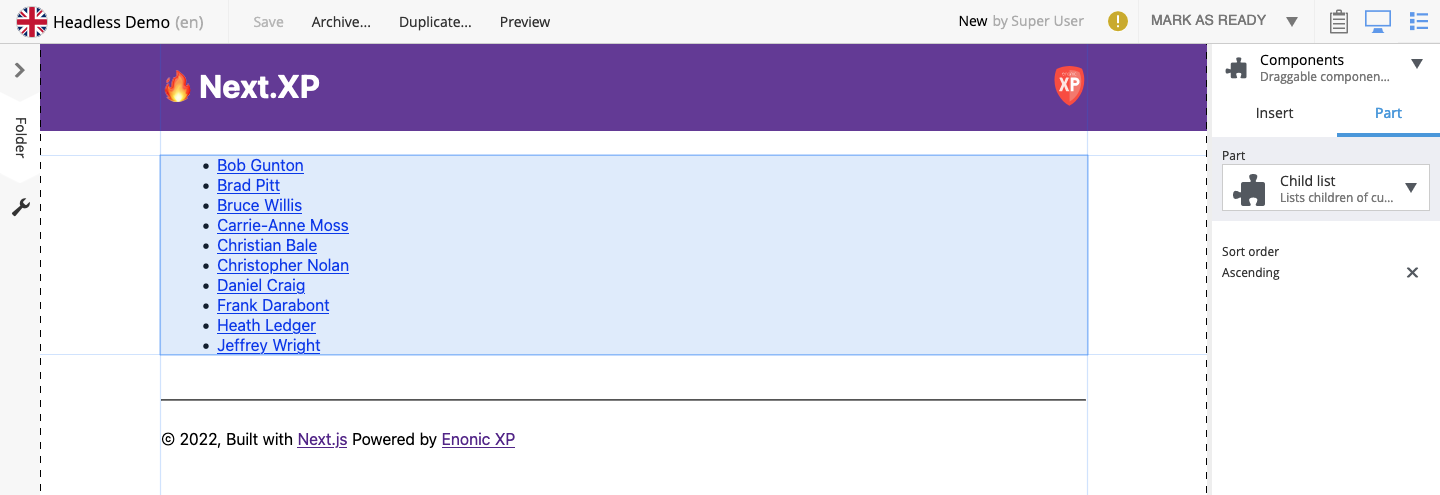 Headless Demo (en) Save Archive... Duplicate... Preview New by Super User MARK AS READY
Next.XP
XP
Folder
Bob Gunton
Brad Pitt
Bruce Willis
Carrie-Anne Moss
Christian Bale
Christopher Nolan
Daniel Craig
Frank Darabont
Heath Ledger
Jeffrey Wright
© 2022, Built with Next.js Powered by Enonic XP
Components
Draggable componen...
Insert Part
Part
Child list
Lists children of cu...
Sort order
Ascending